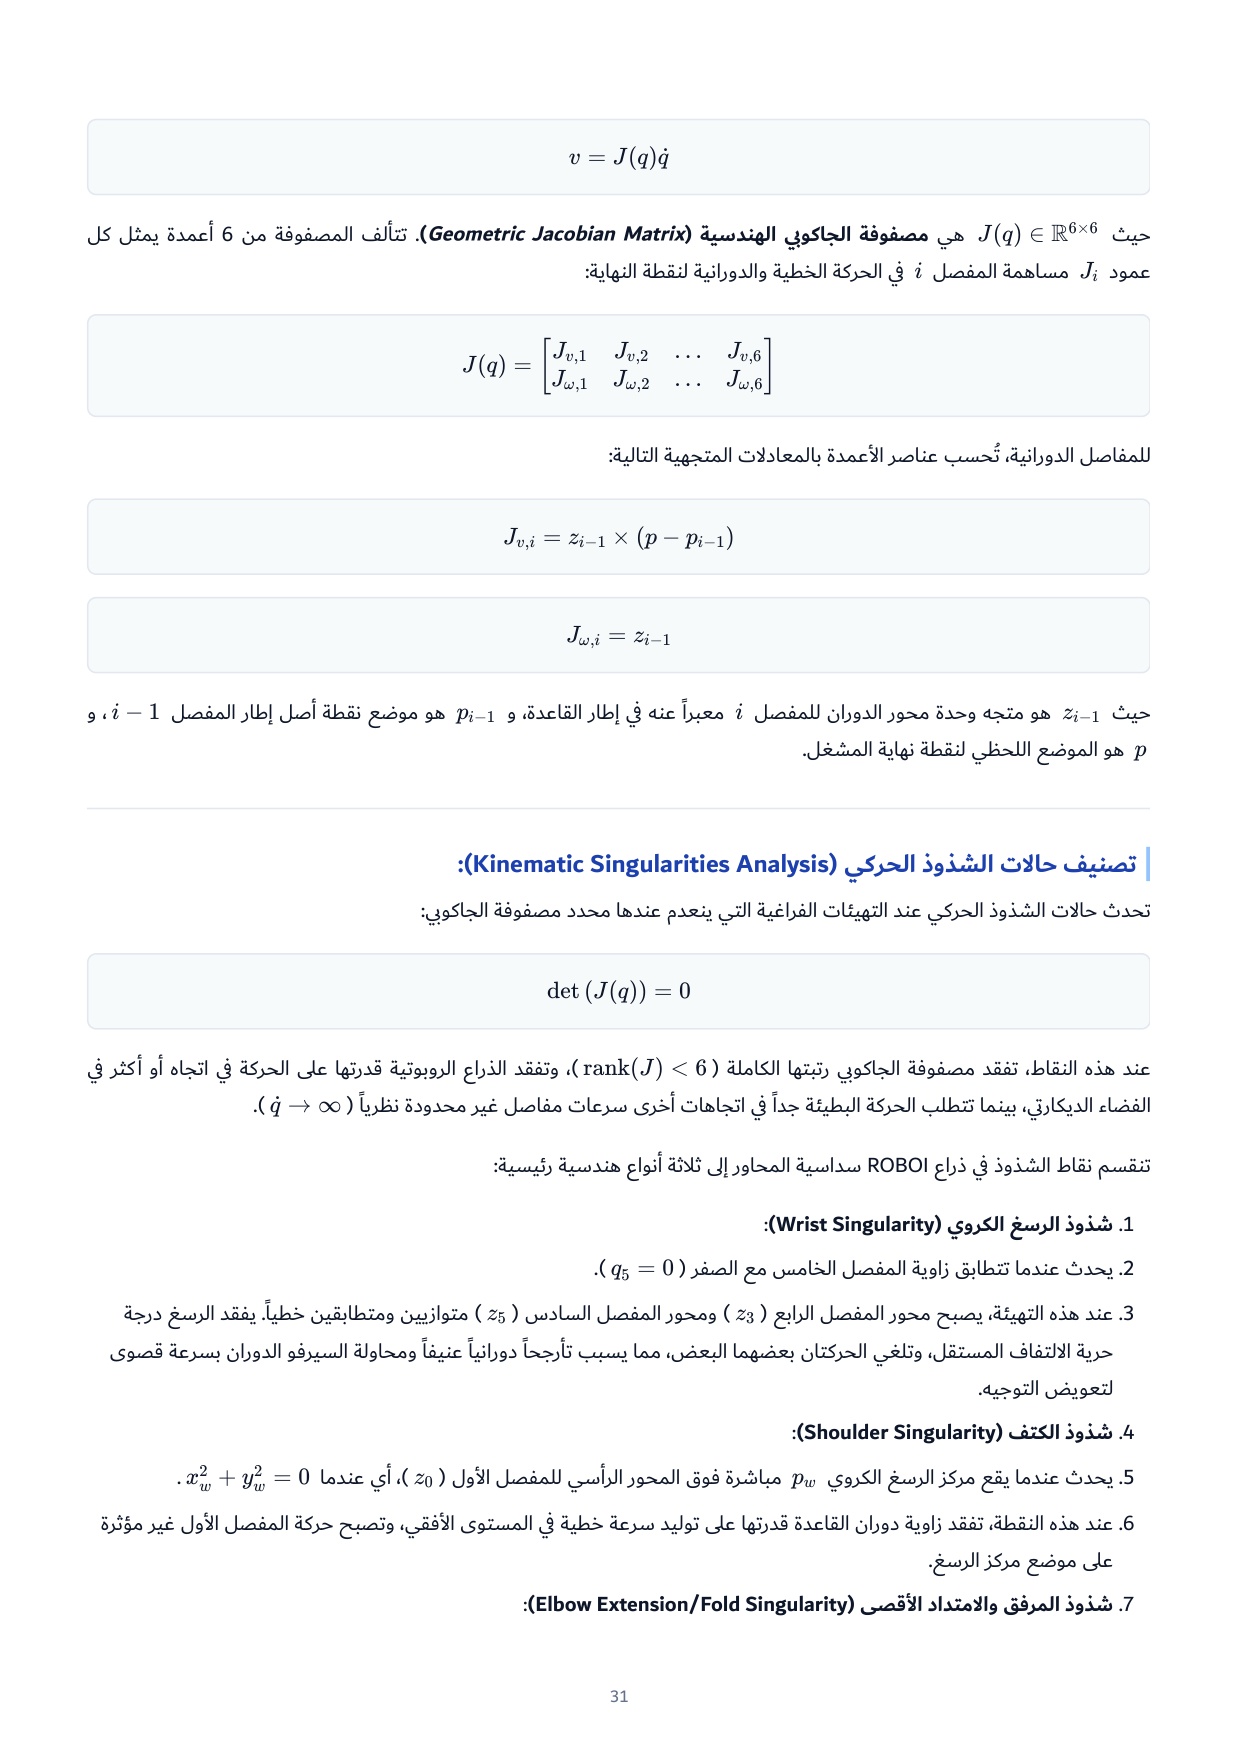 v = J(q)q̇
حيث J(q) ∈ ℝ^{6×6} هي مصفوفة الجاكوبي الهندسية (Geometric Jacobian Matrix). تتألف المصفوفة من 6 أعمدة يمثل كل
عمود J_i مساهمة المفصل i في الحركة الخطية والدورانية لنقطة النهاية:
J(q) = [J_{v,1} J_{v,2} … J_{v,6}
J_{ω,1} J_{ω,2} … J_{ω,6}]
للمفاصل الدورانية، تُحسب عناصر الأعمدة بالمعادلات المتجهية التالية:
J_{v,i} = z_{i−1} × (p − p_{i−1})
J_{ω,i} = z_{i−1}
حيث z_{i−1} هو متجه وحدة محور الدوران للمفصل i معبراً عنه في إطار القاعدة، و p_{i−1} هو موضع نقطة أصل إطار المفصل i − 1، و
p هو الموضع اللحظي لنقطة نهاية المشغل.
تصنيف حالات الشذوذ الحركي (Kinematic Singularities Analysis):
تحدث حالات الشذوذ الحركي عند التهيئات الفراغية التي ينعدم عندها محدد مصفوفة الجاكوبي:
det (J(q)) = 0
عند هذه النقاط، تفقد مصفوفة الجاكوبي رتبتها الكاملة (rank(J) < 6)، وتفقد الذراع الروبوتية قدرتها على الحركة في اتجاه أو أكثر في
الفضاء الديكارتي، بينما تتطلب الحركة البطيئة جداً في اتجاهات أخرى سرعات مفاصل غير محدودة نظرياً (q̇ → ∞).
تنقسم نقاط الشذوذ في ذراع ROBOI سداسية المحاور إلى ثلاثة أنواع هندسية رئيسية:
1. شذوذ الرسغ الكروي (Wrist Singularity):
2. يحدث عندما تتطابق زاوية المفصل الخامس مع الصفر (q_5 = 0).
3. عند هذه التهيئة، يصبح محور المفصل الرابع (z_3) ومحور المفصل السادس (z_5) متوازيين ومتطابقين خطياً. يفقد الرسغ درجة
حرية الالتفاف المستقل، وتلغي الحركتان بعضهما البعض، مما يسبب تأرجحاً دورانياً عنيفاً ومحاولة السيرفو الدوران بسرعة قصوى
لتعويض التوجيه.
4. شذوذ الكتف (Shoulder Singularity):
5. يحدث عندما يقع مركز الرسغ الكروي p_w مباشرة فوق المحور الرأسي للمفصل الأول (z_0)، أي عندما x_w^2 + y_w^2 = 0.
6. عند هذه النقطة، تفقد زاوية دوران القاعدة قدرتها على توليد سرعة خطية في المستوى الأفقي، وتصبح حركة المفصل الأول غير مؤثرة
على موضع مركز الرسغ.
7. شذوذ المرفق والامتداد الأقصى (Elbow Extension/Fold Singularity):
31